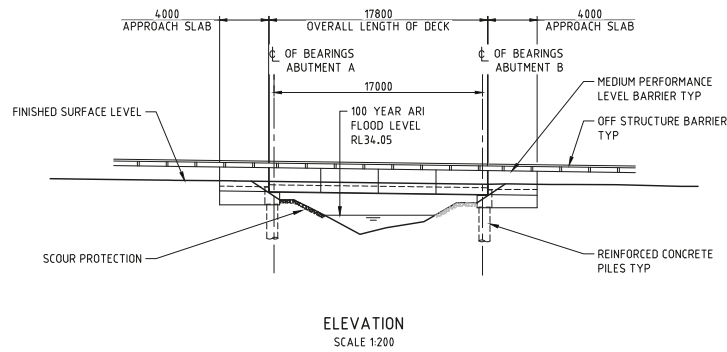 4000
APPROACH SLAB
17800
OVERALL LENGTH OF DECK
4000
APPROACH SLAB
℄ OF BEARINGS
ABUTMENT A
℄ OF BEARINGS
ABUTMENT B
17000
MEDIUM PERFORMANCE
LEVEL BARRIER TYP
FINISHED SURFACE LEVEL
100 YEAR ARI
FLOOD LEVEL
RL34.05
OFF STRUCTURE BARRIER
TYP
SCOUR PROTECTION
REINFORCED CONCRETE
PILES TYP
ELEVATION
SCALE 1:200